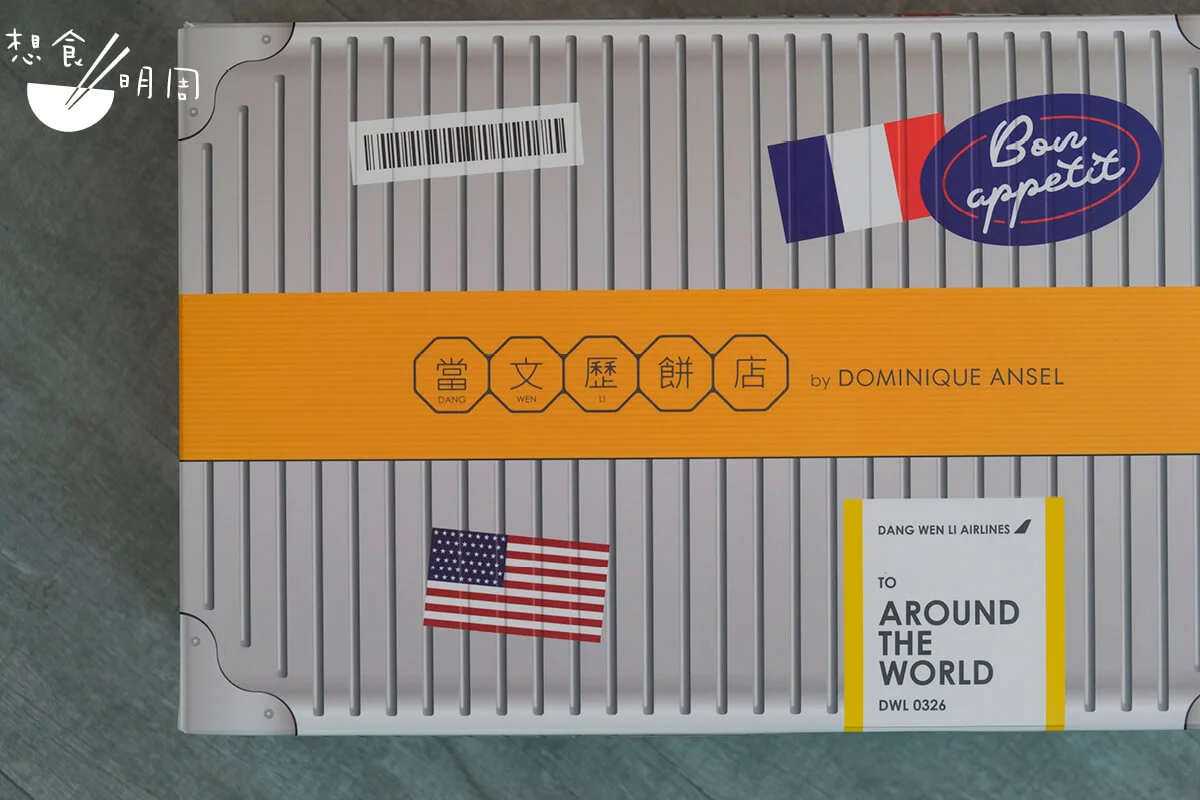 想食
明周
Bon
appétit
當文歷餅店
DANG WEN LI
by DOMINIQUE ANSEL
DANG WEN LI AIRLINES
TO
AROUND
THE
WORLD
DWL 0326